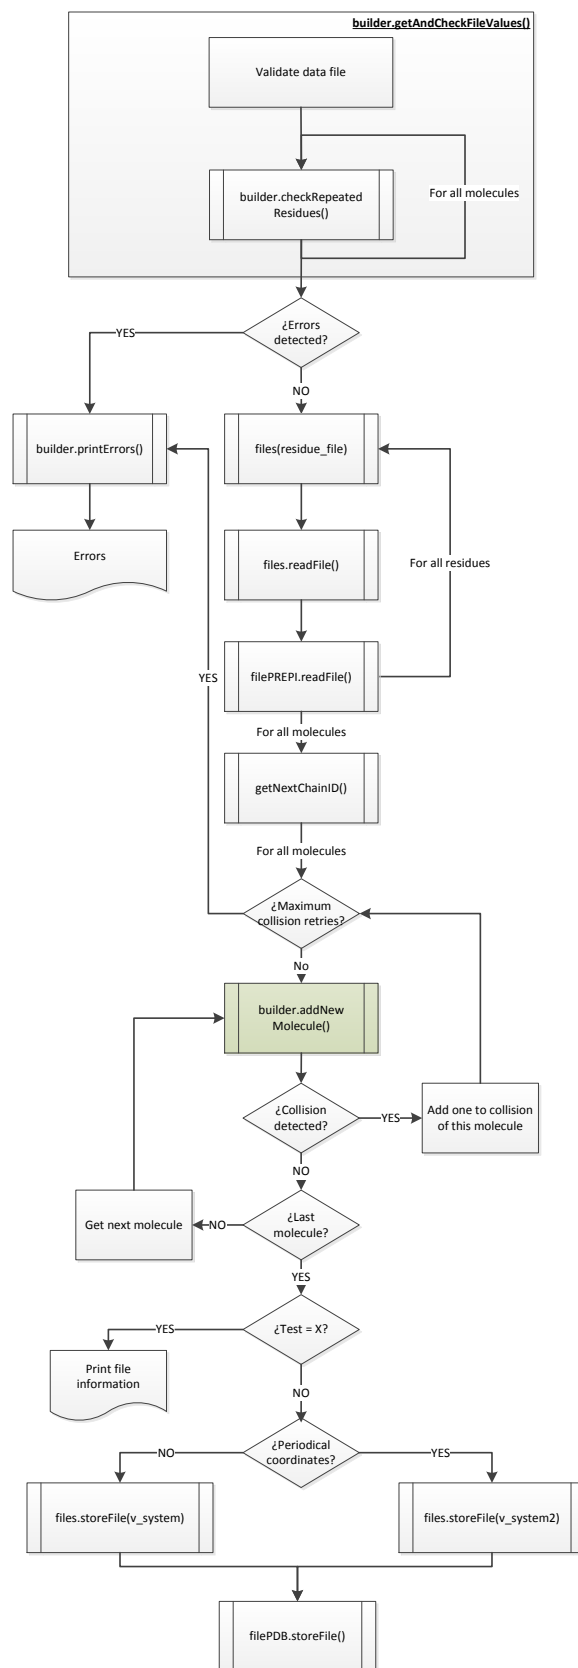 builder.getAndCheckFileValues()
Validate data file
builder.checkRepeated
Residues()
For all molecules
¿Errors
detected?
YES
NO
builder.printErrors()
files(residue_file)
Errors
files.readFile()
For all residues
filePREPI.readFile()
YES
For all molecules
getNextChainID()
For all molecules
¿Maximum
collision retries?
No
builder.addNew
Molecule()
¿Collision
detected?
YES
Add one to collision
of this molecule
NO
Get next molecule
NO
¿Last
molecule?
YES
YES
¿Test = X?
Print file
information
NO
NO
¿Periodical
coordinates?
YES
files.storeFile(v_system)
files.storeFile(v_system2)
filePDB.storeFile()